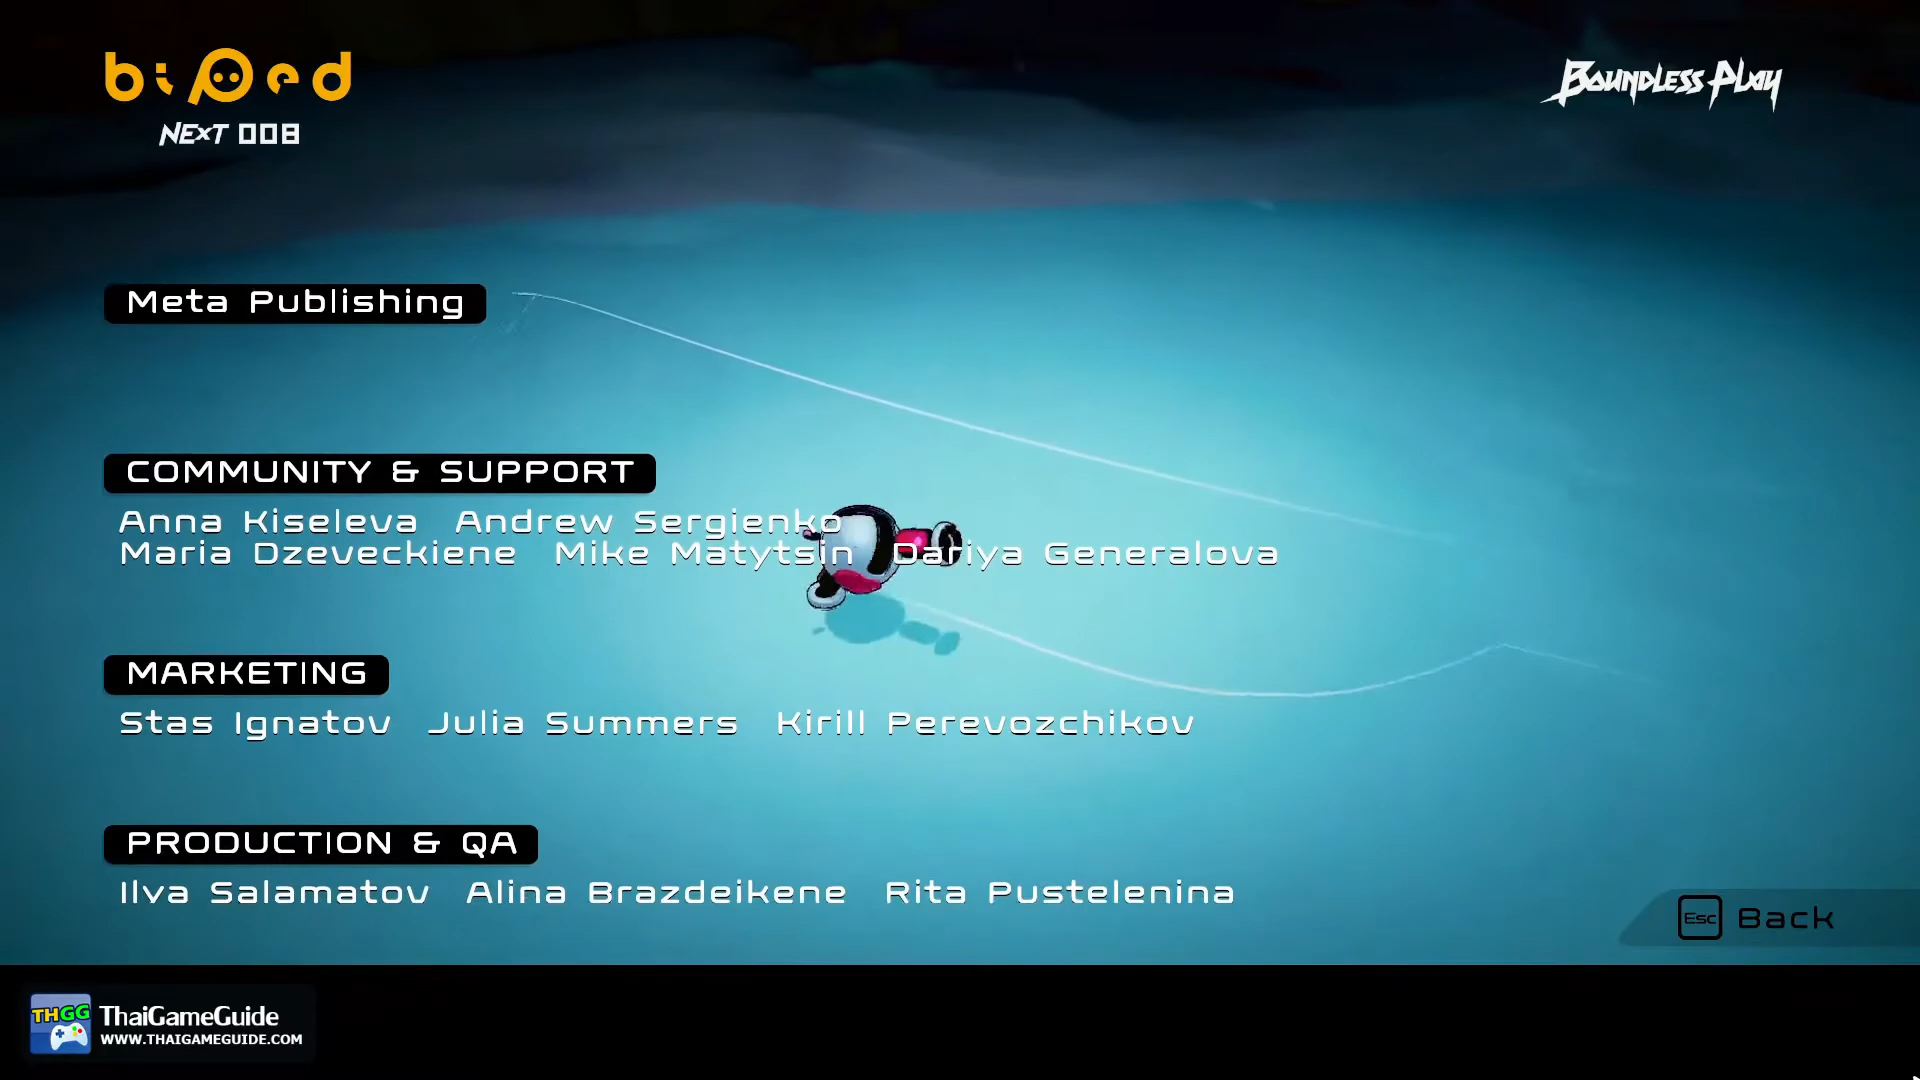 biped
NEXT 008
BOUNDLESS PLAY
Meta Publishing
COMMUNITY & SUPPORT
Anna Kiseleva Andrew Sergienko
Maria Dzeveckiene Mike Matytsin Dariya Generalova
MARKETING
Stas Ignatov Julia Summers Kirill Perevozchikov
PRODUCTION & QA
Ilva Salamatov Alina Brazdeikene Rita Pustelenina
Esc Back
THGG ThaiGameGuide
WWW.THAIGAMEGUIDE.COM